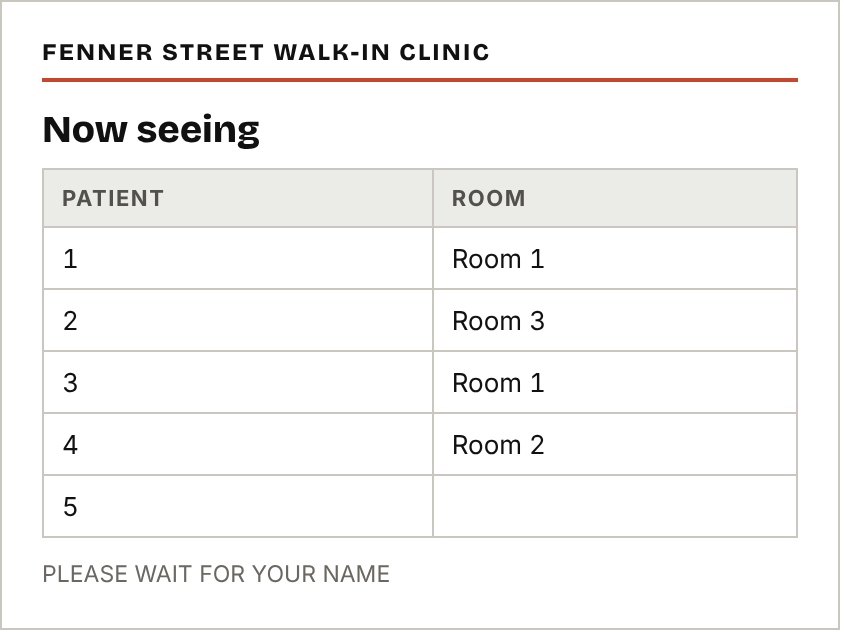 FENNER STREET WALK-IN CLINIC
Now seeing
PATIENT ROOM
1 Room 1
2 Room 3
3 Room 1
4 Room 2
5
PLEASE WAIT FOR YOUR NAME